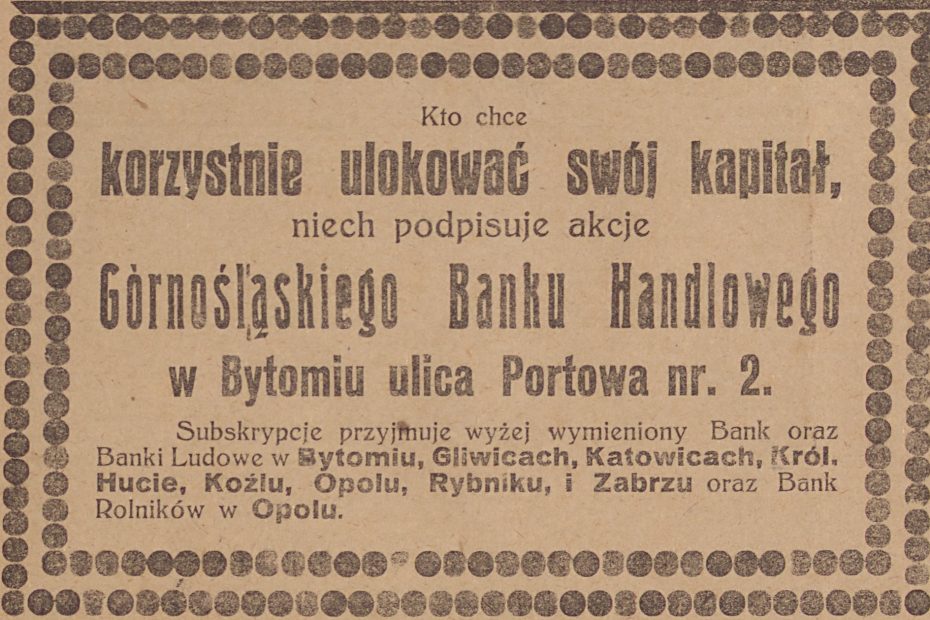 Kto chce
korzystnie ulokować swój kapitał,
niech podpisuje akcje
Górnośląskiego Banku Handlowego
w Bytomiu ulica Portowa nr. 2.
Subskrypcje przyjmuje wyżej wymieniony Bank oraz
Banki Ludowe w Bytomiu, Gliwicach, Katowicach, Król.
Hucie, Koźlu, Opolu, Rybniku, i Zabrzu oraz Bank
Rolników w Opolu.